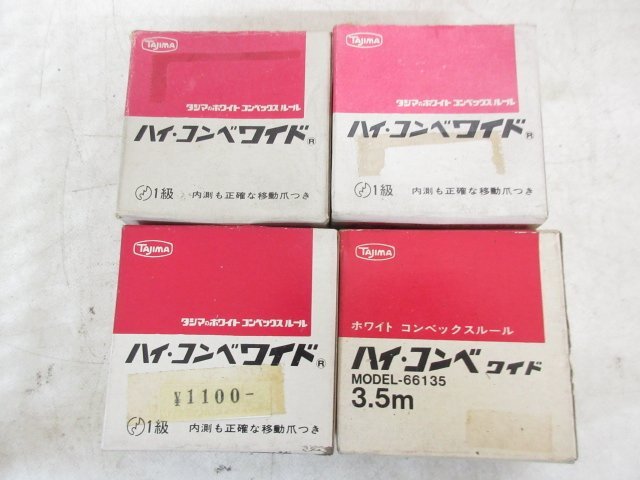 TAJIMA
タジマのホワイト コンベックス ルール
ハイ・コンベワイド®
1級 内測も正確な移動爪つき
TAJIMA
タジマのホワイト コンベックス ルール
ハイ・コンベワイド®
1級 内測も正確な移動爪つき
TAJIMA
タジマのホワイト コンベックス ルール
ハイ・コンベワイド®
¥1100-
1級 内測も正確な移動爪つき
TAJIMA
ホワイト コンベックスルール
ハイ・コンベ ワイド
MODEL-66135
3.5m